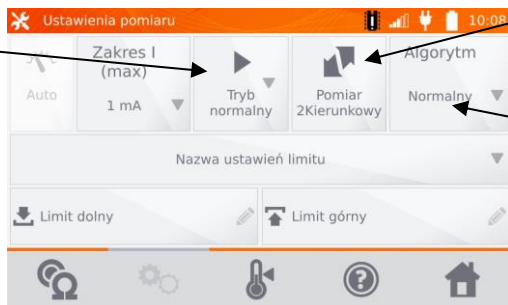 Ustawienia pomiaru 10:08
Auto
Zakres I
(max)
1 mA
Tryb
normalny
Pomiar
2Kierunkowy
Algorytm
Normalny
Nazwa ustawień limitu
Limit dolny
Limit górny